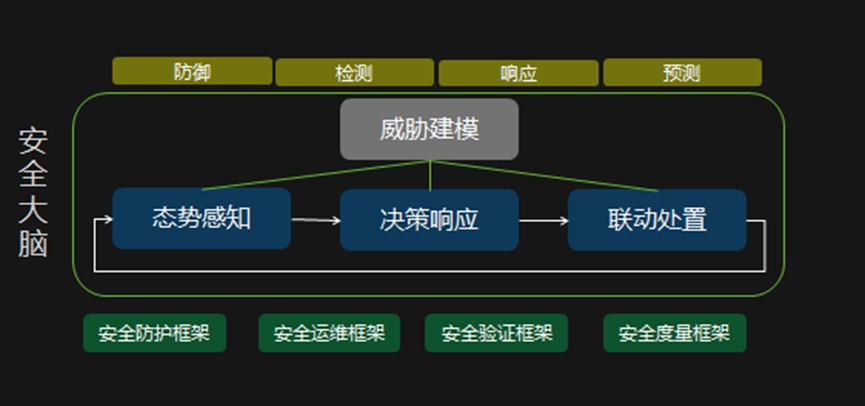 防御
检测
响应
预测
安全大脑
威胁建模
态势感知
决策响应
联动处置
安全防护框架
安全运维框架
安全验证框架
安全度量框架